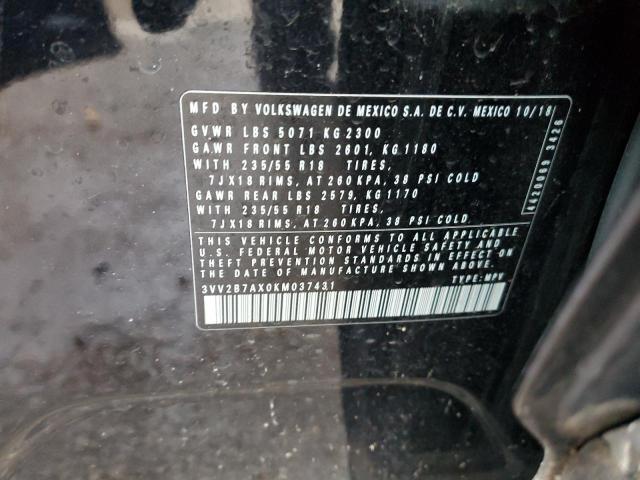 MFD. BY VOLKSWAGEN DE MEXICO S.A. DE C.V. MEXICO 10/18
GVWR LBS 5071 KG 2300
GAWR FRONT LBS 2601, KG 1180
WITH 235/55 R18 TIRES,
7JX18 RIMS, AT 260 KPA, 38 PSI COLD
GAWR REAR LBS 2579, KG 1170
WITH 235/55 R18 TIRES,
7JX18 RIMS, AT 260 KPA, 38 PSI COLD
THIS VEHICLE CONFORMS TO ALL APPLICABLE
U.S. FEDERAL MOTOR VEHICLE SAFETY AND
THEFT PREVENTION STANDARDS IN EFFECT ON
THE DATE OF MANUFACTURE SHOWN ABOVE.
3VV2B7AX0KM037431 TYPE: MPV
3426